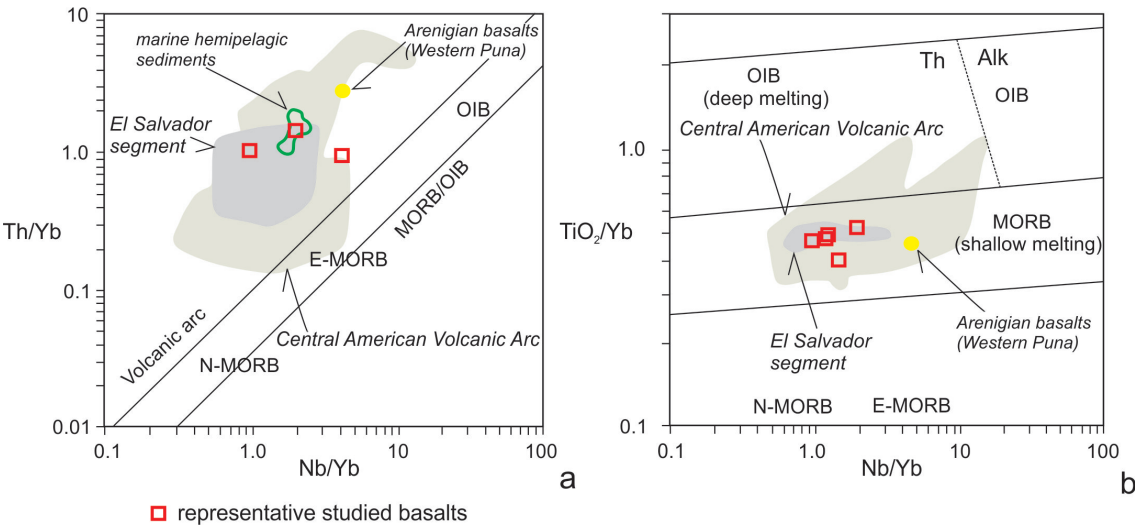 10
1.0
0.1
0.01
Th/Yb
marine hemipelagic
sediments
Arenigian basalts
(Western Puna)
El Salvador
segment
OIB
MORB/OIB
E-MORB
Volcanic arc
N-MORB
Central American Volcanic Arc
0.1
1.0
10
100
Nb/Yb
a
1.0
0.1
TiO₂/Yb
Th
Alk
OIB
(deep melting)
OIB
Central American Volcanic Arc
MORB
(shallow melting)
El Salvador
segment
Arenigian basalts
(Western Puna)
N-MORB
E-MORB
0.1
1.0
10.0
100
Nb/Yb
b
representative studied basalts